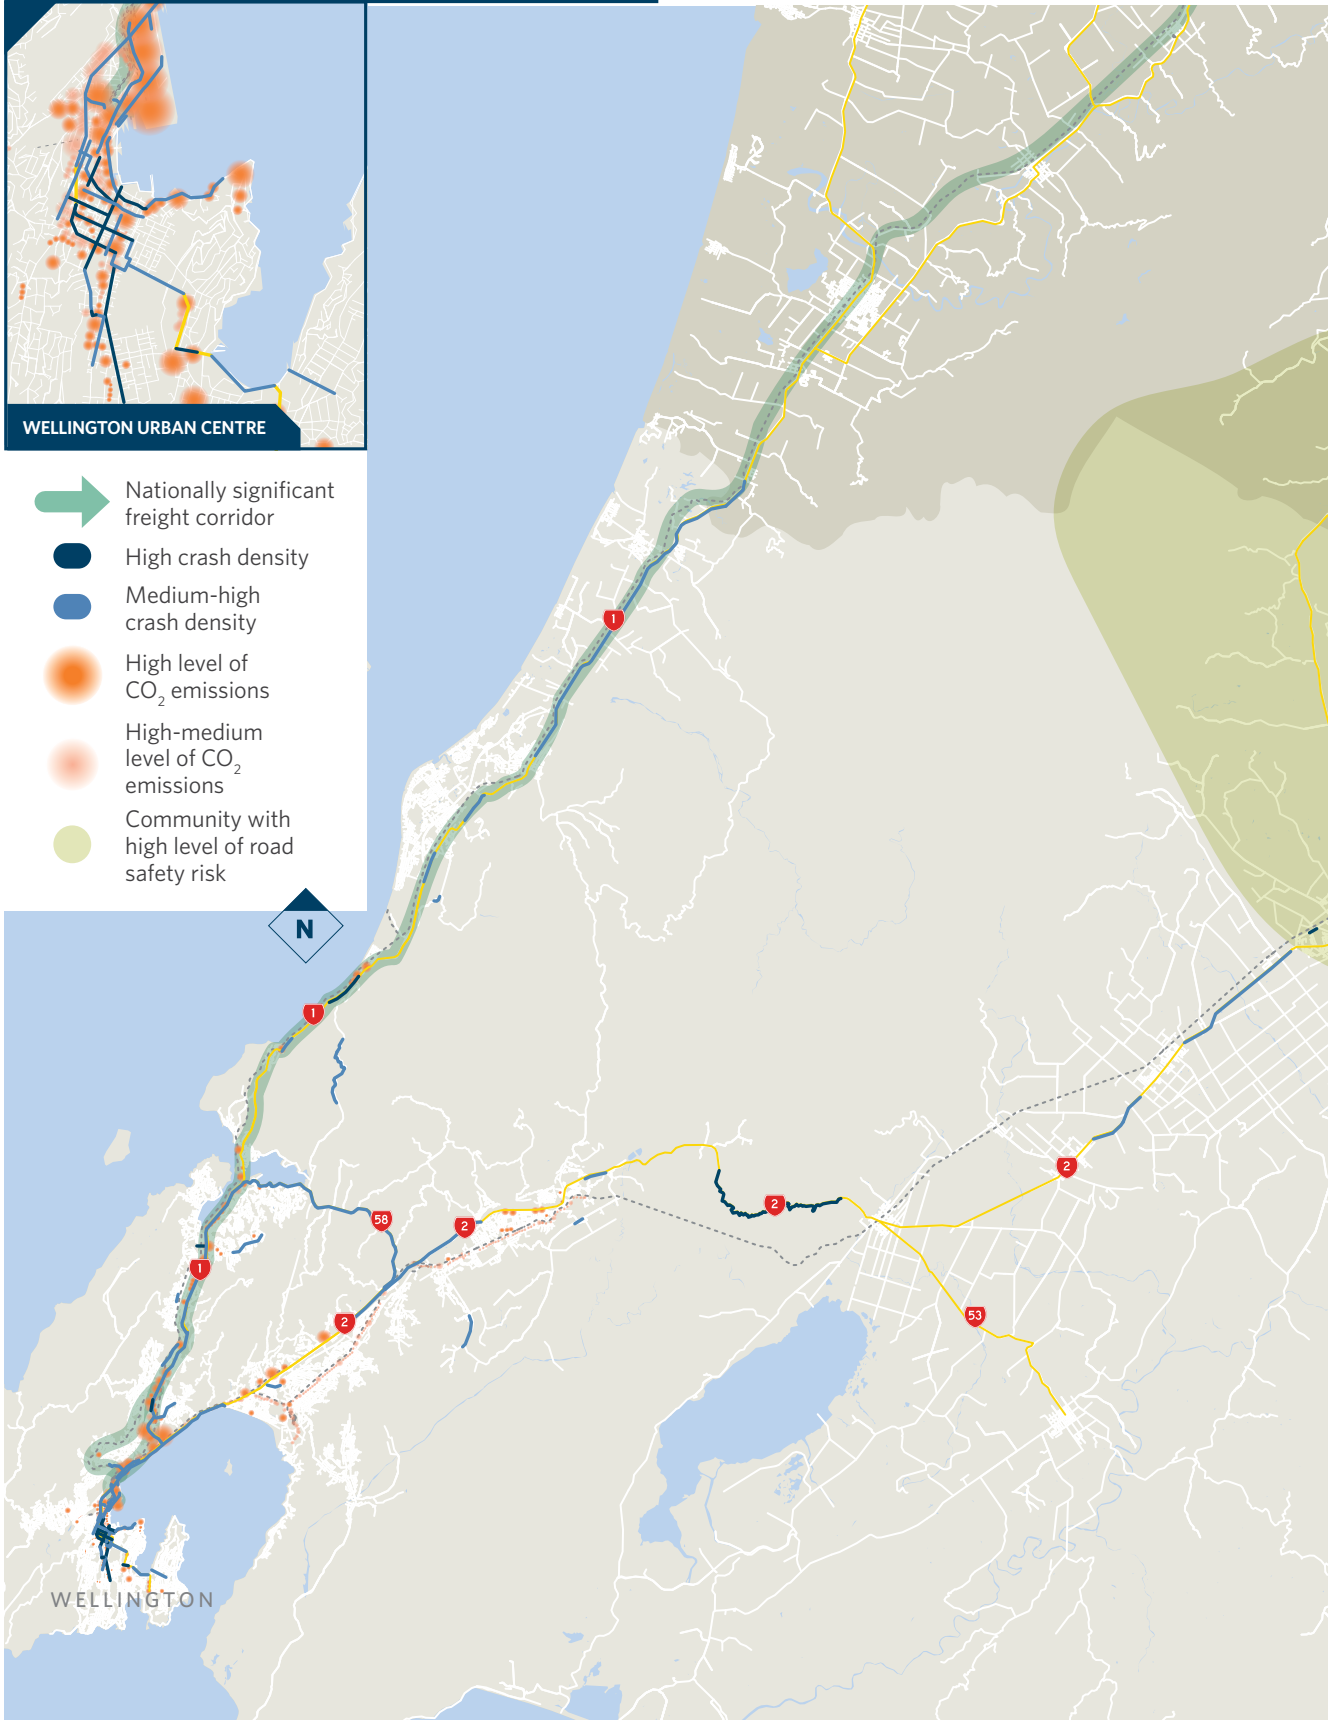 WELLINGTON URBAN CENTRE
Nationally significant
freight corridor
High crash density
Medium-high
crash density
High level of
CO2 emissions
High-medium
level of CO2
emissions
Community with
high level of road
safety risk
N
1
1
2
2
58
2
1
2
53
WELLINGTON